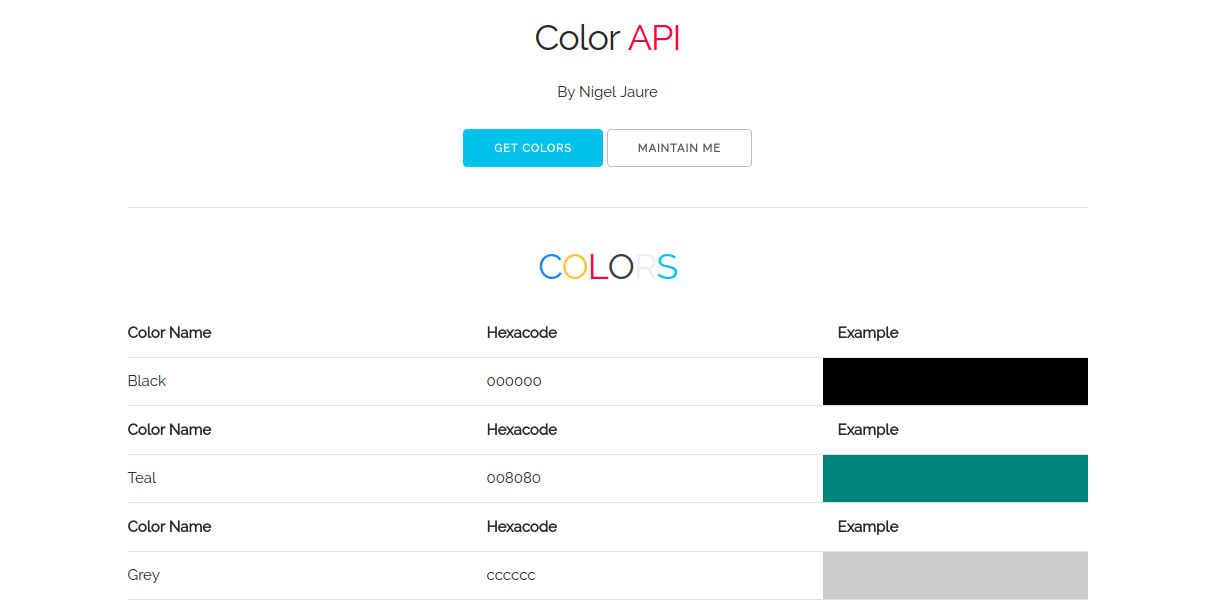 Color API
By Nigel Jaure
GET COLORS MAINTAIN ME
COLORS
Color Name Hexacode Example
Black 000000
Color Name Hexacode Example
Teal 008080
Color Name Hexacode Example
Grey cccccc